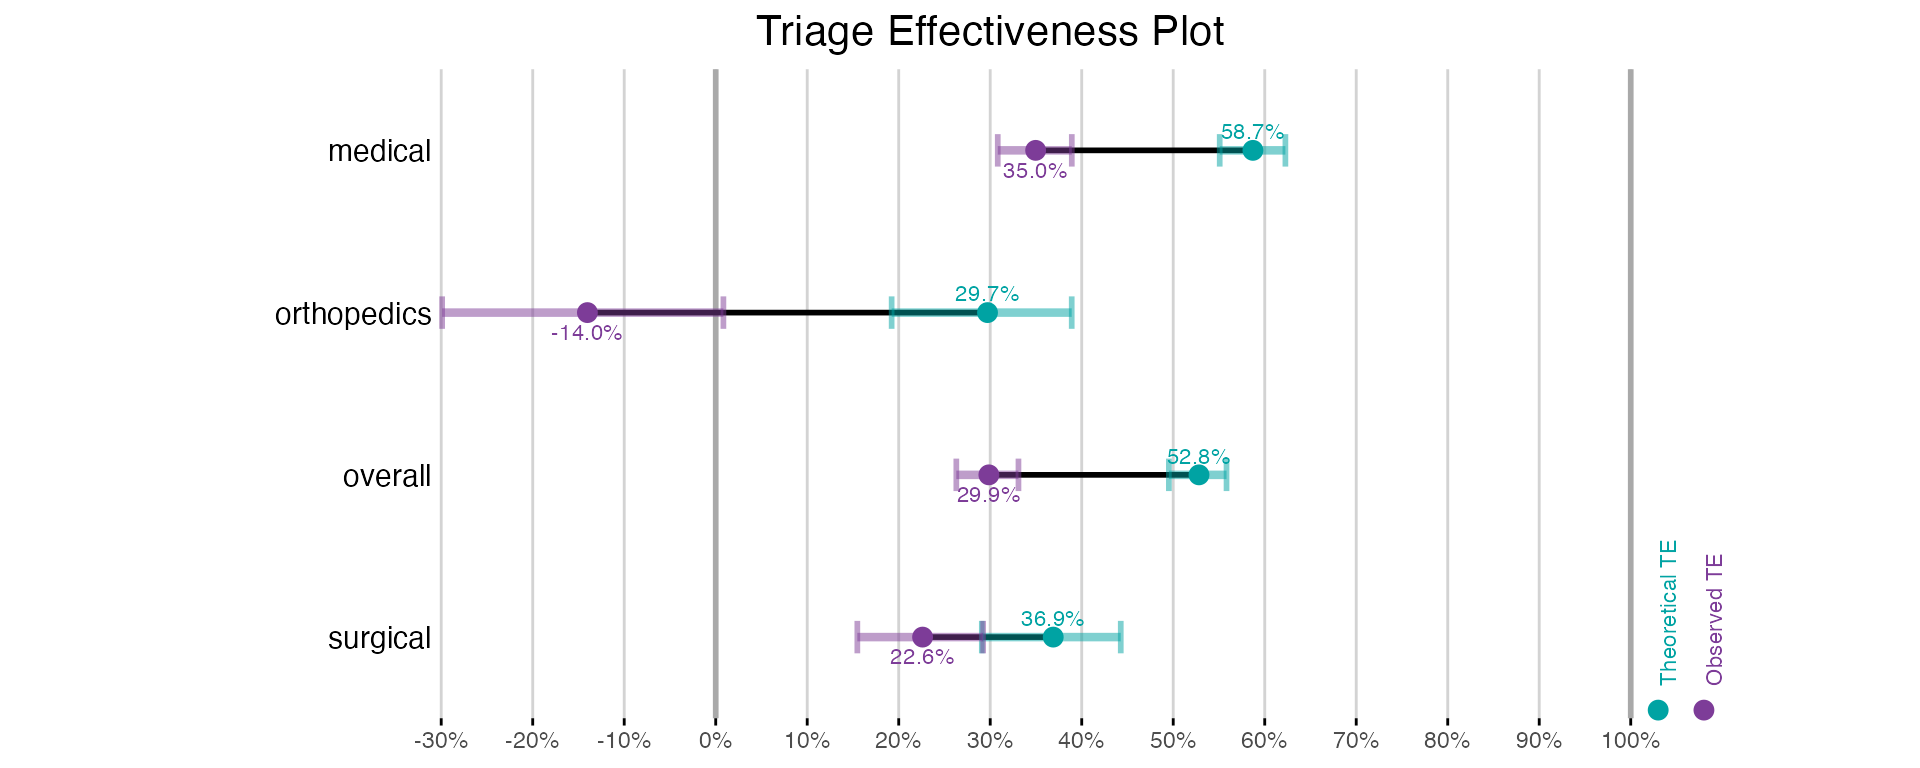 Triage Effectiveness Plot
medical
58.7%
35.0%
orthopedics
29.7%
-14.0%
overall
52.8%
29.9%
surgical
36.9%
22.6%
Theoretical TE
Observed TE
-30% -20% -10% 0% 10% 20% 30% 40% 50% 60% 70% 80% 90% 100%